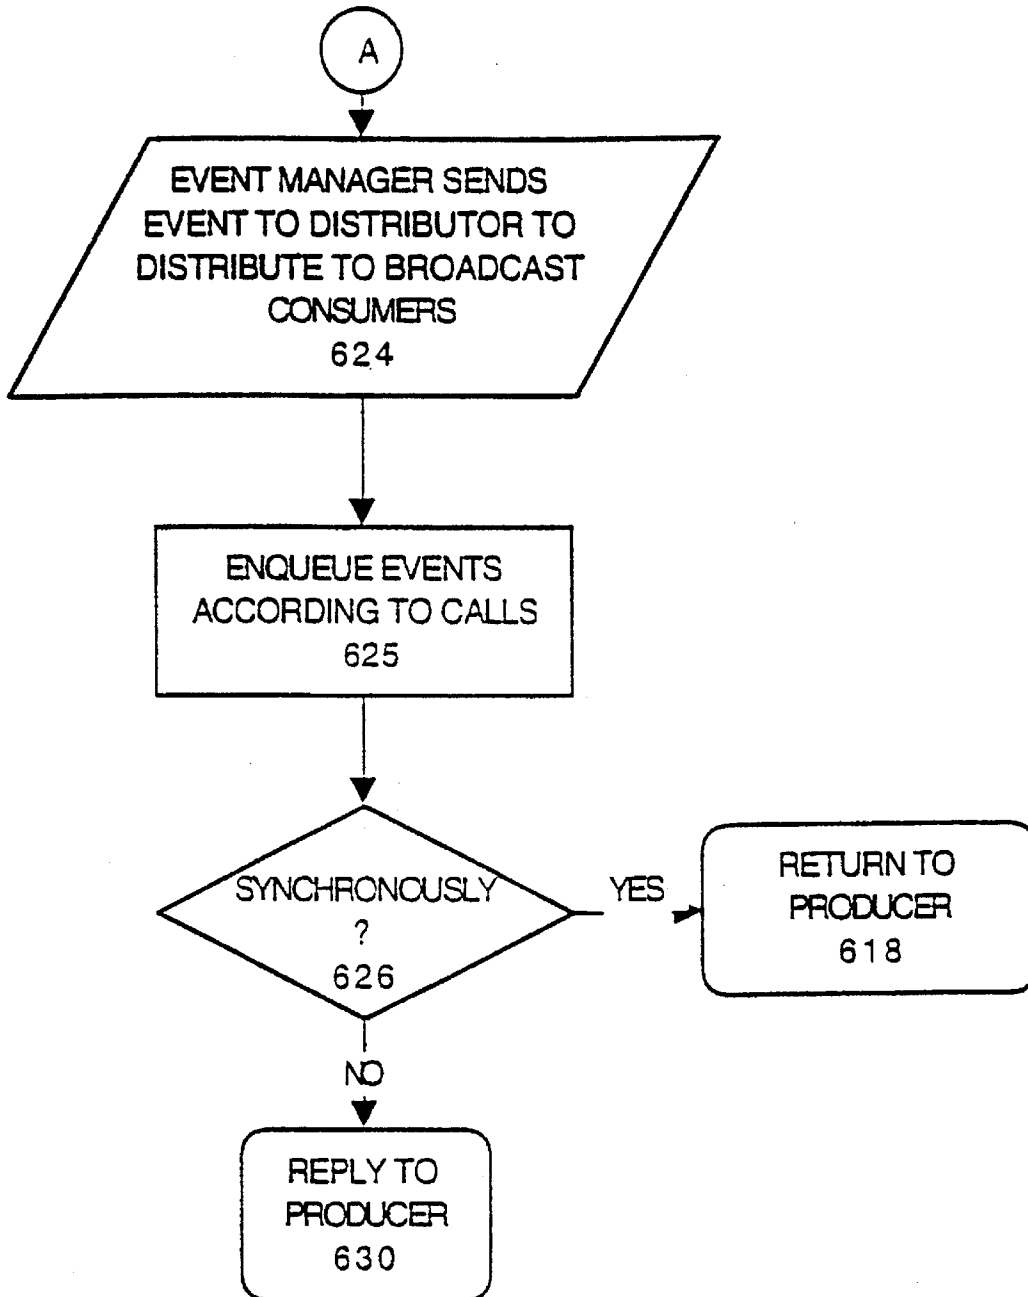 A
EVENT MANAGER SENDS
EVENT TO DISTRIBUTOR TO
DISTRIBUTE TO BROADCAST
CONSUMERS
624
ENQUEUE EVENTS
ACCORDING TO CALLS
625
SYNCHRONOUSLY
?
626
YES
RETURN TO
PRODUCER
618
NO
REPLY TO
PRODUCER
630